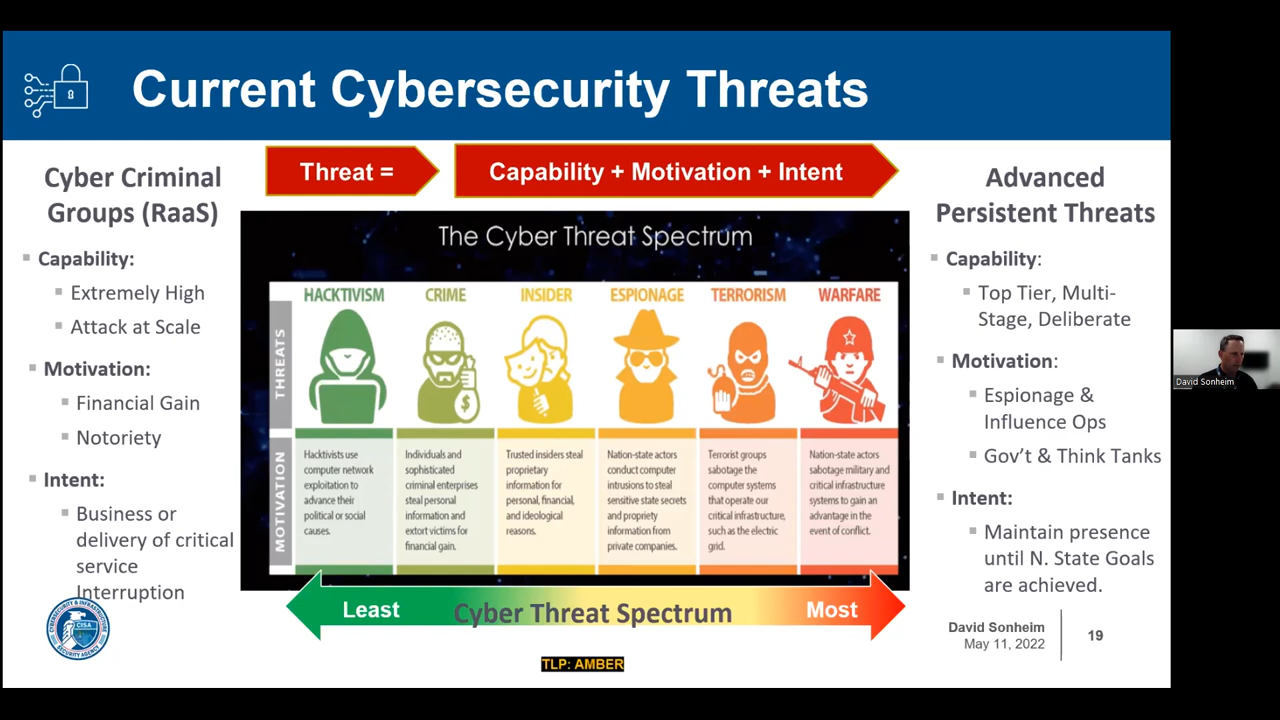 Current Cybersecurity Threats
Threat =
Capability + Motivation + Intent
Cyber Criminal
Groups (RaaS)
Capability:
Extremely High
Attack at Scale
Motivation:
Financial Gain
Notoriety
Intent:
Business or
delivery of critical
service
Interruption
The Cyber Threat Spectrum
HACKTIVISM
CRIME
INSIDER
ESPIONAGE
TERRORISM
WARFARE
THREATS
MOTIVATION
Hacktivists use
computer network
exploitation to
advance their
political or social
causes.
Individuals and
sophisticated
criminal enterprises
steal personal
information and
extort victims for
financial gain.
Trusted insiders steal
proprietary
information for
personal, financial,
and ideological
reasons.
Nation-state actors
conduct computer
intrusions to steal
sensitive state secrets
and propriety
information from
private companies.
Terrorist groups
sabotage the
computer systems
that operate our
critical infrastructure,
such as the electric
grid.
Nation-state actors
sabotage military and
critical infrastructure
systems to gain an
advantage in the
event of conflict.
Least
Cyber Threat Spectrum
Most
Advanced
Persistent Threats
Capability:
Top Tier, Multi-
Stage, Deliberate
Motivation:
Espionage &
Influence Ops
Gov't & Think Tanks
Intent:
Maintain presence
until N. State Goals
are achieved.
CYBERSECURITY & INFRASTRUCTURE
CISA
SECURITY AGENCY
TLP: AMBER
David Sonheim
May 11, 2022
19
David Sonheim